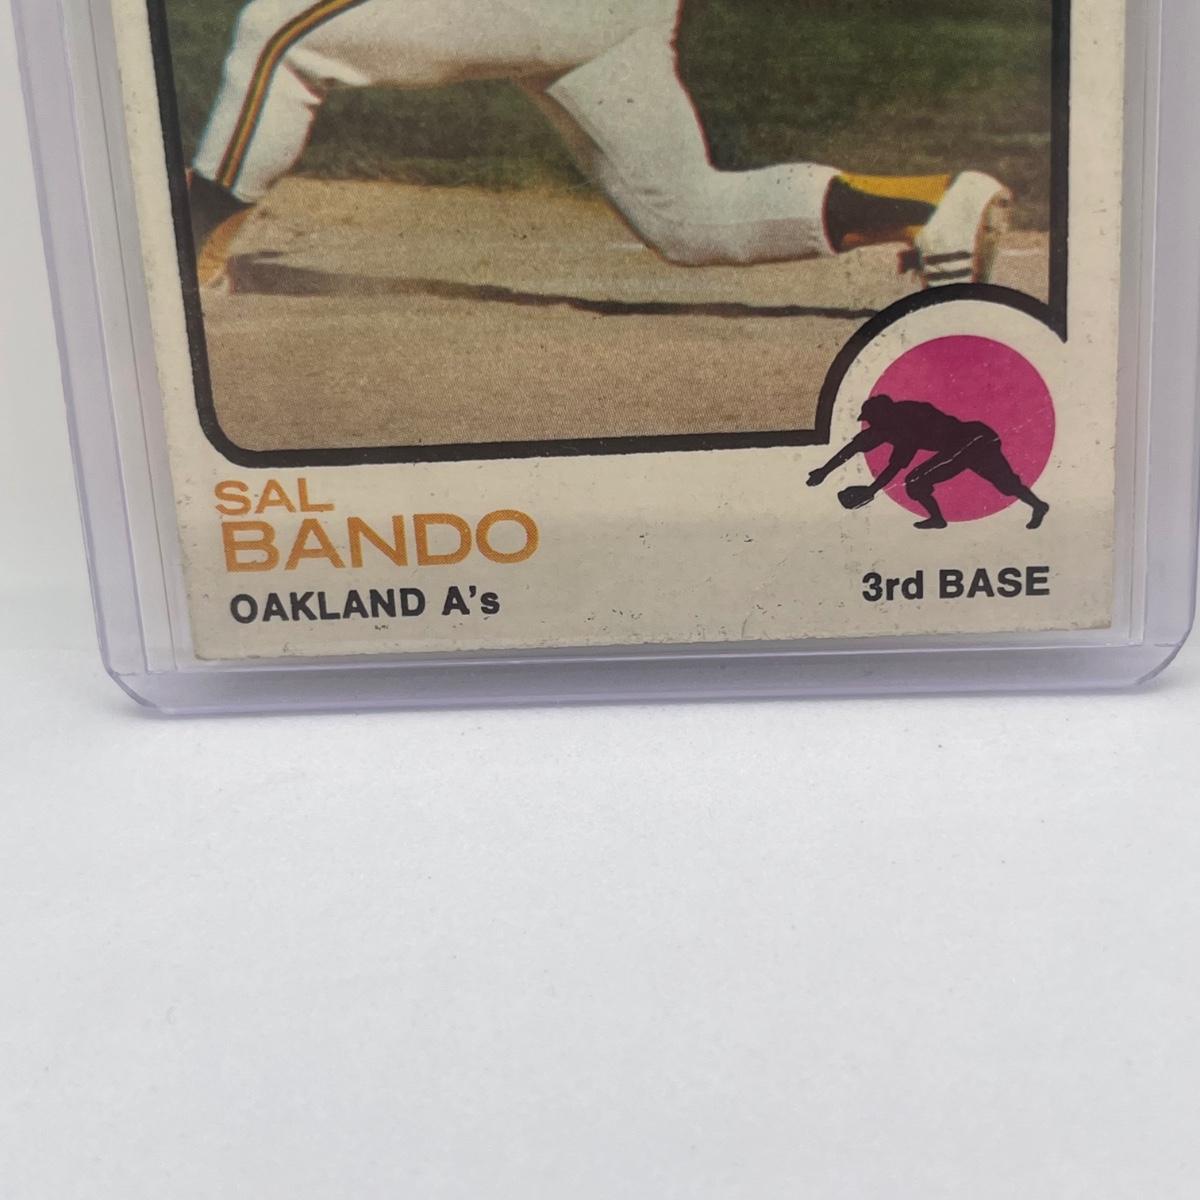 SAL
BANDO
OAKLAND A's
3rd BASE